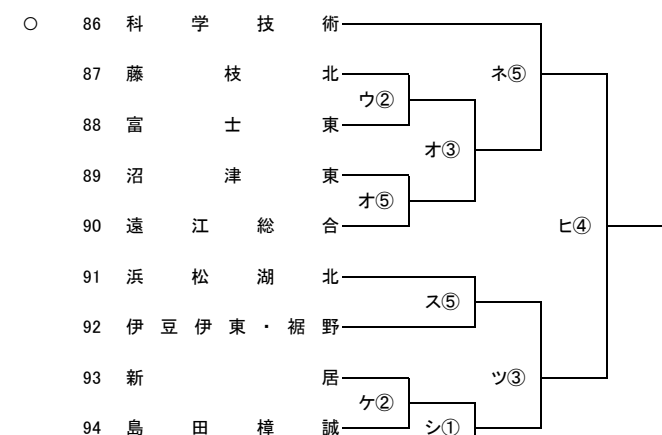 ○ 86 科学技術
87 藤枝北
ウ②
88 富士東
ネ⑤
オ③
89 沼津東
オ⑤
90 遠江総合
ヒ④
91 浜松湖北
ス⑤
92 伊豆伊東・裾野
93 新居
ケ②
ツ③
94 島田樟誠
シ①